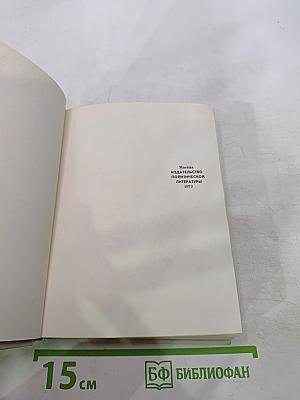 Москва
ИЗДАТЕЛЬСТВО
ПОЛИТИЧЕСКОЙ
ЛИТЕРАТУРЫ
1973
15 см
БФ БИБЛИОФАН